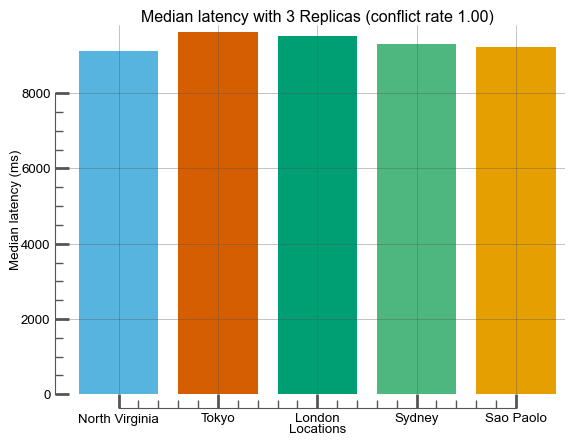 Median latency with 3 Replicas (conflict rate 1.00)
Median latency (ms)
8000
6000
4000
2000
0
North Virginia
Tokyo
London
Sydney
Sao Paolo
Locations